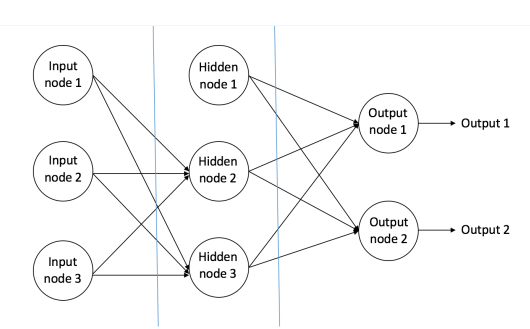 Input
node 1
Input
node 2
Input
node 3
Hidden
node 1
Hidden
node 2
Hidden
node 3
Output
node 1
Output
node 2
Output 1
Output 2